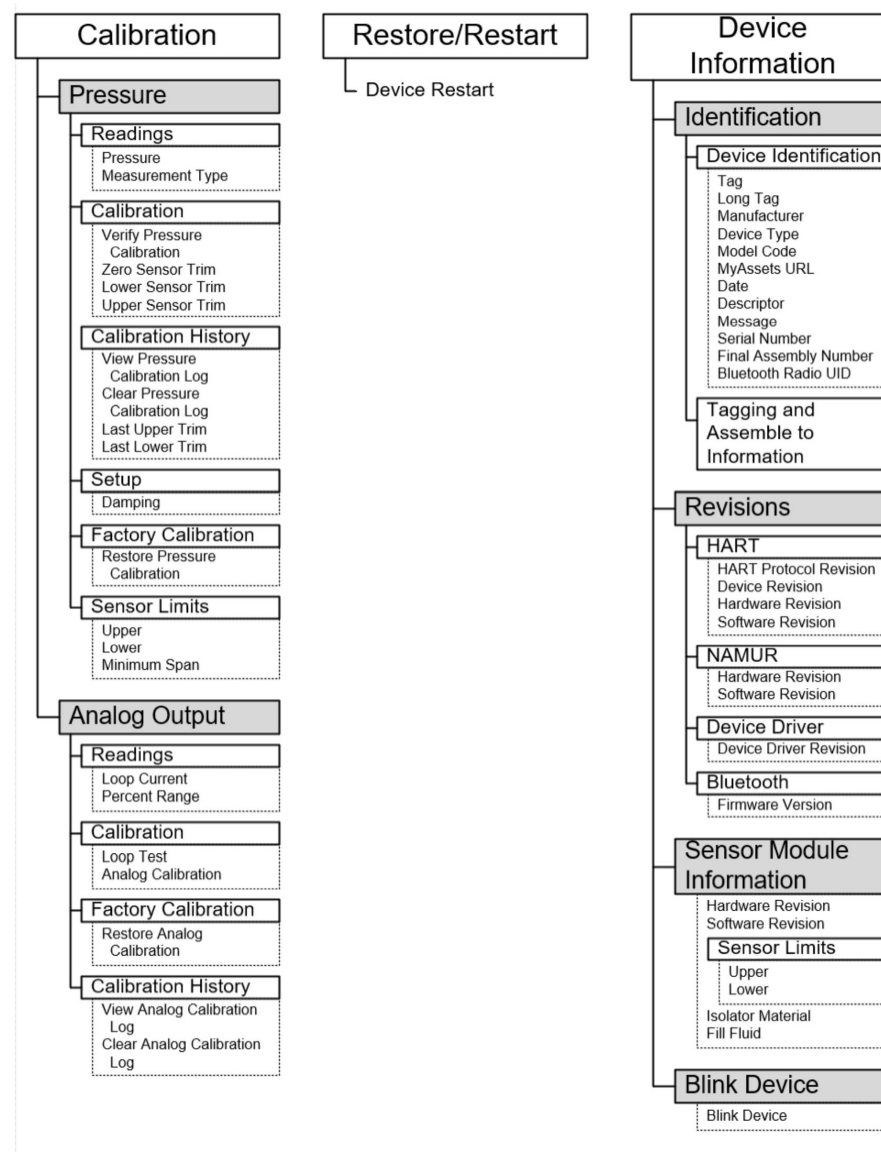 Calibration
Pressure
Readings
Pressure
Measurement Type
Calibration
Verify Pressure
Calibration
Zero Sensor Trim
Lower Sensor Trim
Upper Sensor Trim
Calibration History
View Pressure
Calibration Log
Clear Pressure
Calibration Log
Last Upper Trim
Last Lower Trim
Setup
Damping
Factory Calibration
Restore Pressure
Calibration
Sensor Limits
Upper
Lower
Minimum Span
Analog Output
Readings
Loop Current
Percent Range
Calibration
Loop Test
Analog Calibration
Factory Calibration
Restore Analog
Calibration
Calibration History
View Analog Calibration
Log
Clear Analog Calibration
Log
Restore/Restart
Device Restart
Device
Information
Identification
Device Identification
Tag
Long Tag
Manufacturer
Device Type
Model Code
MyAssets URL
Date
Descriptor
Message
Serial Number
Final Assembly Number
Bluetooth Radio UID
Tagging and
Assemble to
Information
Revisions
HART
HART Protocol Revision
Device Revision
Hardware Revision
Software Revision
NAMUR
Hardware Revision
Software Revision
Device Driver
Device Driver Revision
Bluetooth
Firmware Version
Sensor Module
Information
Hardware Revision
Software Revision
Sensor Limits
Upper
Lower
Isolator Material
Fill Fluid
Blink Device
Blink Device